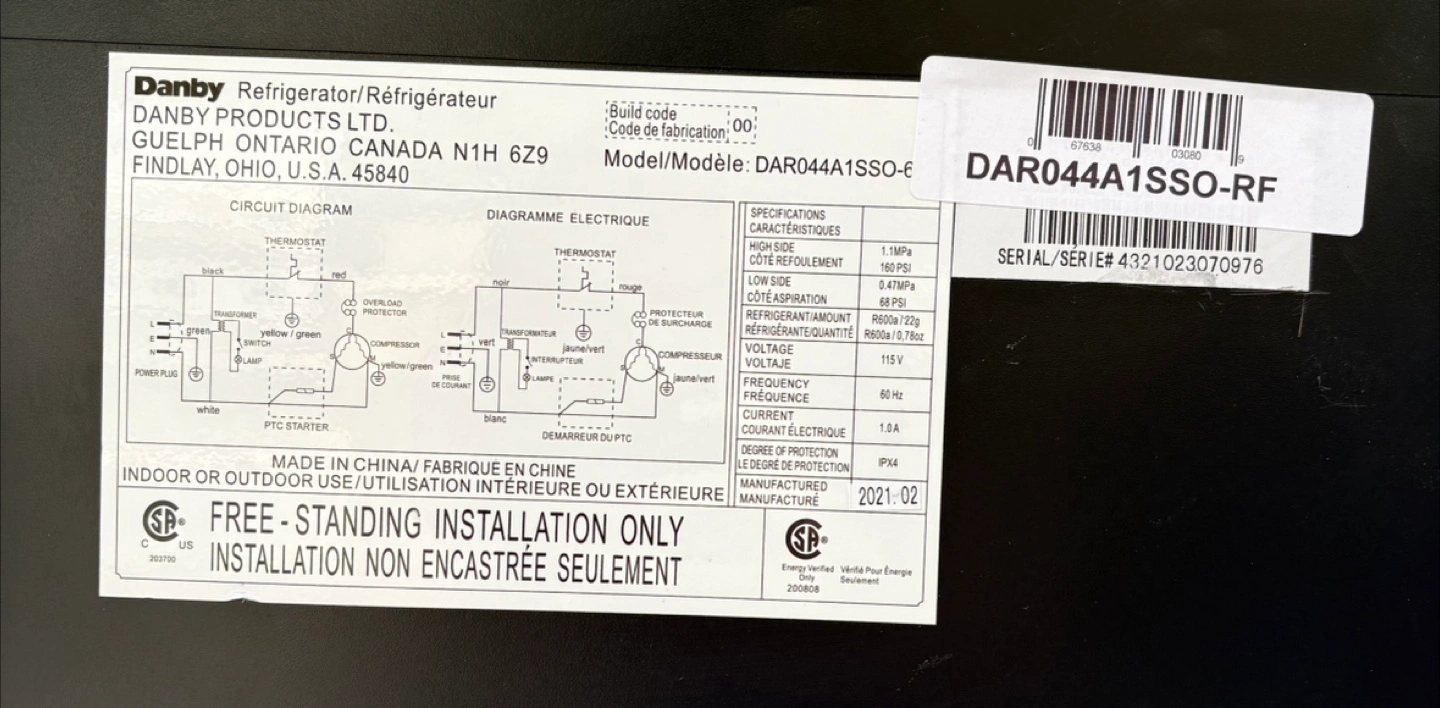 Danby Refrigerator/Réfrigérateur
DANBY PRODUCTS LTD.
GUELPH ONTARIO CANADA N1H 6Z9
FINDLAY, OHIO, U.S.A. 45840
Build code
Code de fabrication 00
Model/Modèle: DAR044A1SSO-6
0 67638 03080 9
DAR044A1SSO-RF
SERIAL/SÉRIE# 4321023070976
CIRCUIT DIAGRAM
THERMOSTAT
black
red
OVERLOAD
PROTECTOR
TRANSFORMER
L
green
yellow / green
E
SWITCH
C
COMPRESSOR
N
LAMP
S
M
yellow/green
POWER PLUG
white
PTC STARTER
DIAGRAMME ÉLECTRIQUE
THERMOSTAT
noir
rouge
PROTECTEUR
DE SURCHARGE
TRANSFORMATEUR
L
vert
jaune/vert
E
INTERRUPTEUR
C
COMPRESSEUR
N
LAMPE
S
M
jaune/vert
PRISE
DE COURANT
blanc
DEMARREUR DU PTC
SPECIFICATIONS
CARACTÉRISTIQUES
HIGH SIDE 1.1MPa
CÔTÉ REFOULEMENT 160 PSI
LOW SIDE 0.47MPa
CÔTÉ ASPIRATION 68 PSI
REFRIGERANT/AMOUNT R600a/22g
RÉFRIGÉRANTE/QUANTITÉ R600a/0,78oz
VOLTAGE
VOLTAJE 115 V
FREQUENCY
FRÉQUENCE 60 Hz
CURRENT
COURANT ÉLECTRIQUE 1.0 A
DEGREE OF PROTECTION
LE DEGRÉ DE PROTECTION IPX4
MANUFACTURED
MANUFACTURÉ 2021. 02
MADE IN CHINA/ FABRIQUÉ EN CHINE
INDOOR OR OUTDOOR USE/UTILISATION INTÉRIEURE OU EXTÉRIEURE
SA®
C US
203700
FREE - STANDING INSTALLATION ONLY
INSTALLATION NON ENCASTRÉE SEULEMENT
SA®
Energy Verified Vérifié Pour Énergie
Only Seulement
200808